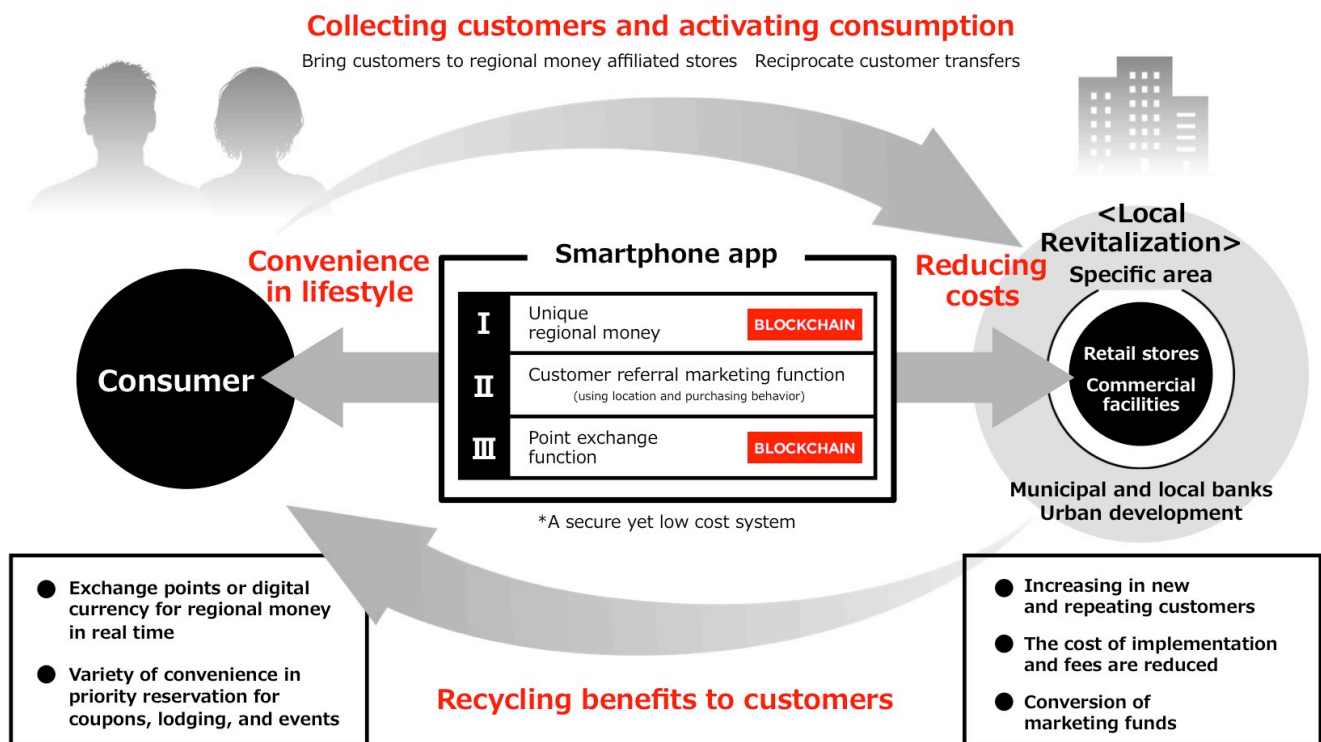 Collecting customers and activating consumption
Bring customers to regional money affiliated stores Reciprocate customer transfers
<Local
Revitalization>
Specific area
Convenience
in lifestyle
Smartphone app
Reducing
costs
I
Unique
regional money
BLOCKCHAIN
II
Customer referral marketing function
(using location and purchasing behavior)
III
Point exchange
function
BLOCKCHAIN
Consumer
Retail stores
Commercial
facilities
*A secure yet low cost system
Municipal and local banks
Urban development
● Exchange points or digital
currency for regional money
in real time
● Variety of convenience in
priority reservation for
coupons, lodging, and events
Recycling benefits to customers
● Increasing in new
and repeating customers
● The cost of implementation
and fees are reduced
● Conversion of
marketing funds